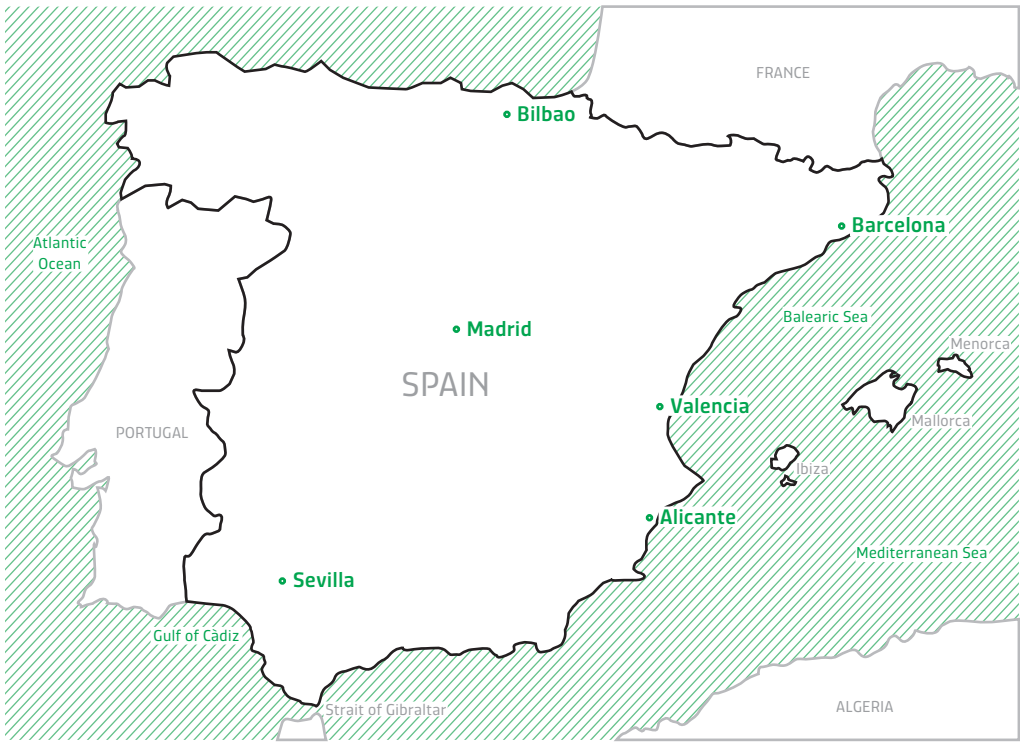 FRANCE
Bilbao
Barcelona
Atlantic
Ocean
Balearic Sea
Madrid
Menorca
SPAIN
Valencia
Mallorca
PORTUGAL
Ibiza
Alicante
Mediterranean Sea
Sevilla
Gulf of Càdiz
Strait of Gibraltar
ALGERIA